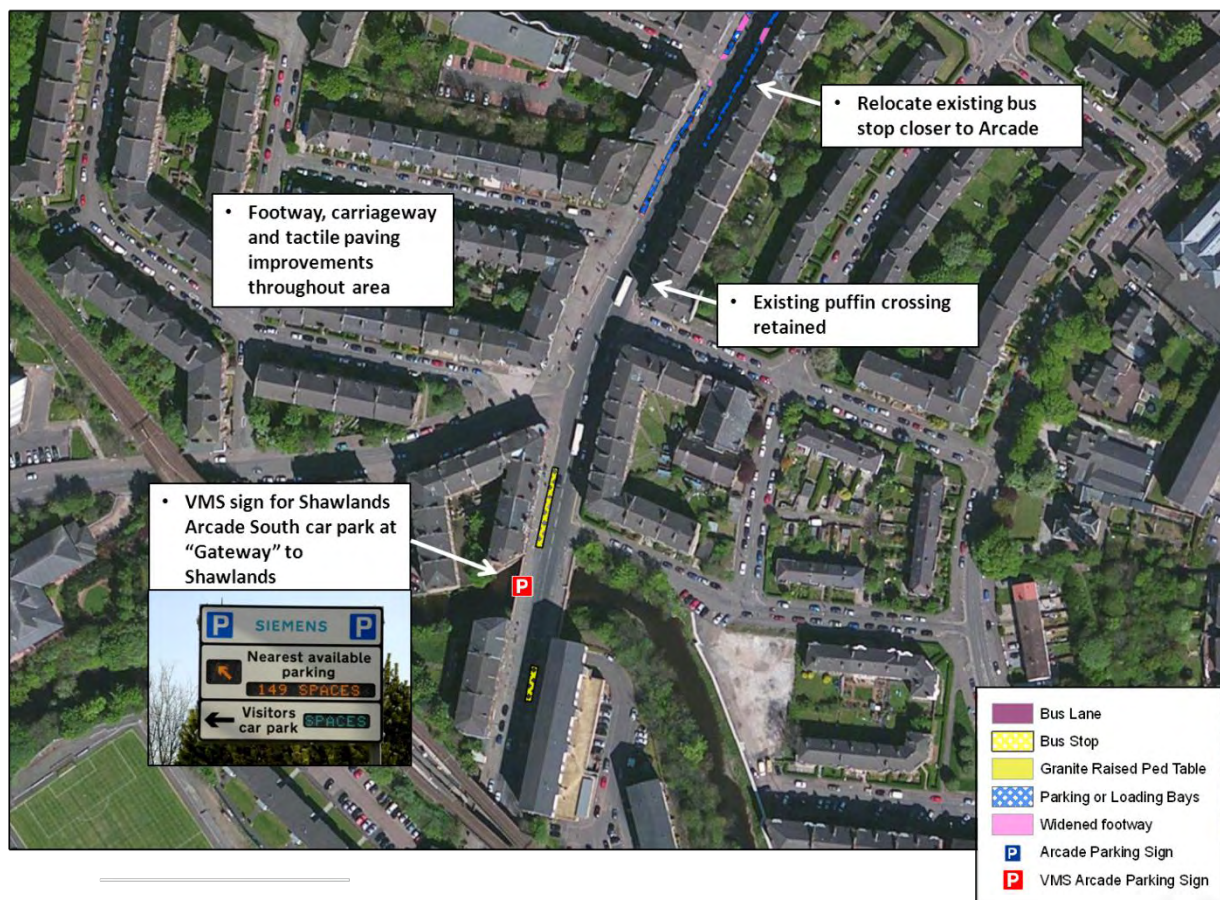 • Relocate existing bus
stop closer to Arcade
• Footway, carriageway
and tactile paving
improvements
throughout area
• Existing puffin crossing
retained
• VMS sign for Shawlands
Arcade South car park at
“Gateway” to
Shawlands
P
P SIEMENS P
Nearest available
parking
149 SPACES
Visitors
car park SPACES
Bus Lane
Bus Stop
Granite Raised Ped Table
Parking or Loading Bays
Widened footway
P Arcade Parking Sign
P VMS Arcade Parking Sign